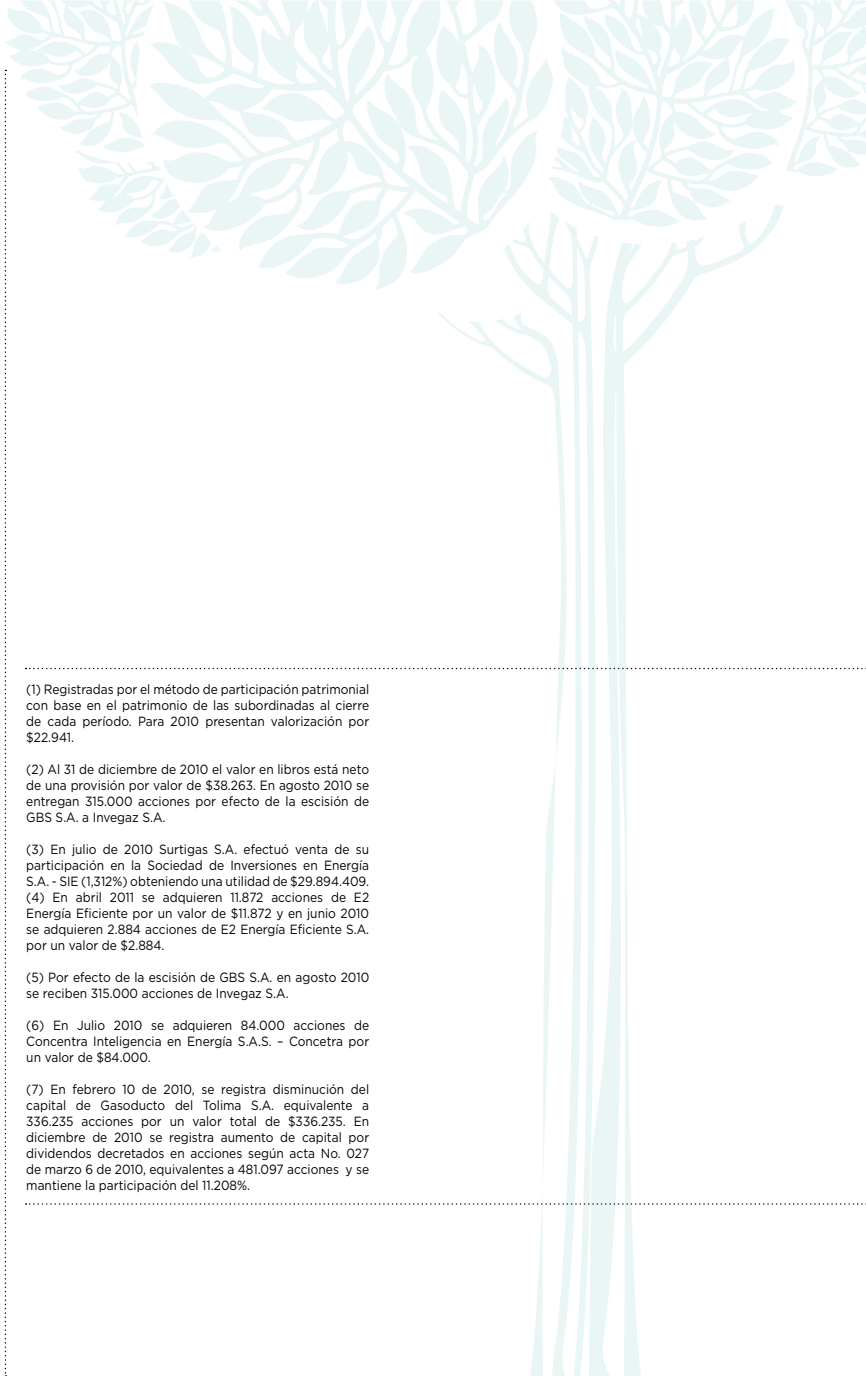 (1) Registradas por el método de participación patrimonial
con base en el patrimonio de las subordinadas al cierre
de cada período. Para 2010 presentan valorización por
$22.941.
(2) Al 31 de diciembre de 2010 el valor en libros está neto
de una provisión por valor de $38.263. En agosto 2010 se
entregan 315.000 acciones por efecto de la escisión de
GBS S.A. a Invegaz S.A.
(3) En julio de 2010 Surtigas S.A. efectuó venta de su
participación en la Sociedad de Inversiones en Energía
S.A. - SIE (1,312%) obteniendo una utilidad de $29.894.409.
(4) En abril 2011 se adquieren 11.872 acciones de E2
Energía Eficiente por un valor de $11.872 y en junio 2010
se adquieren 2.884 acciones de E2 Energía Eficiente S.A.
por un valor de $2.884.
(5) Por efecto de la escisión de GBS S.A. en agosto 2010
se reciben 315.000 acciones de Invegaz S.A.
(6) En Julio 2010 se adquieren 84.000 acciones de
Concentra Inteligencia en Energía S.A.S. – Concetra por
un valor de $84.000.
(7) En febrero 10 de 2010, se registra disminución del
capital de Gasoducto del Tolima S.A. equivalente a
336.235 acciones por un valor total de $336.235. En
diciembre de 2010 se registra aumento de capital por
dividendos decretados en acciones según acta No. 027
de marzo 6 de 2010, equivalentes a 481.097 acciones y se
mantiene la participación del 11.208%.